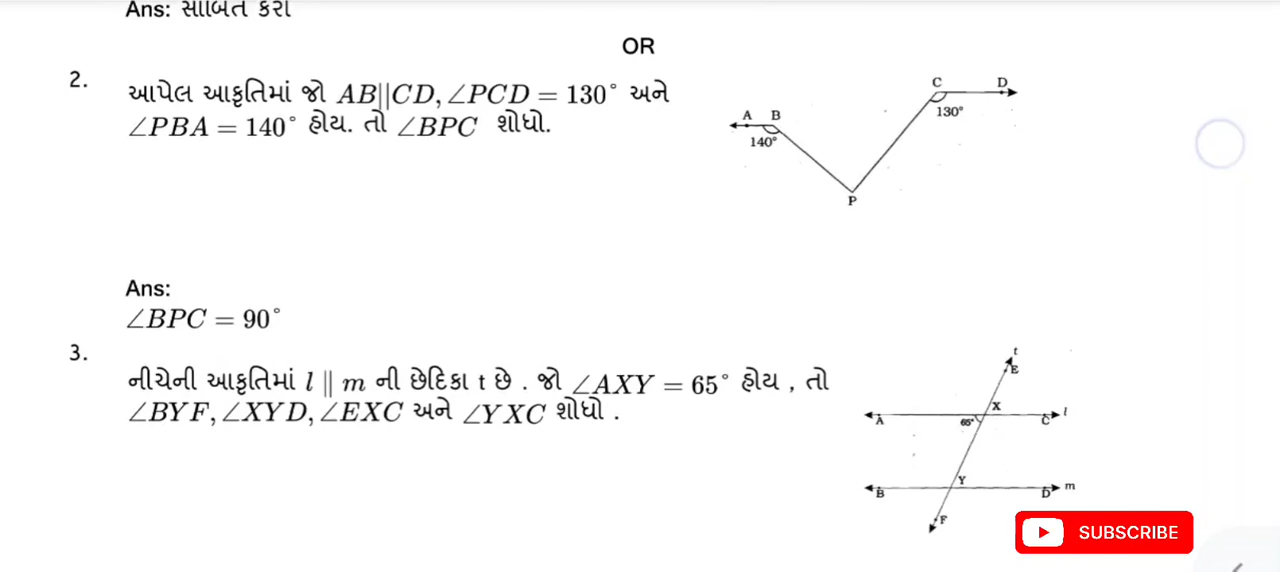 Ans: સાબિત કરો
OR
2.
આપેલ આકૃતિમાં જો AB||CD, ∠PCD = 130° અને
∠PBA = 140° હોય. તો ∠BPC શોધો.
A B
140°
C D
130°
P
Ans:
∠BPC = 90°
3.
નીચેની આકૃતિમાં l || m ની છેદિકા t છે . જો ∠AXY = 65° હોય , તો
∠BYF, ∠XYD, ∠EXC અને ∠YXC શોધો .
t
E
X
A 65° C l
Y
B D m
F
SUBSCRIBE